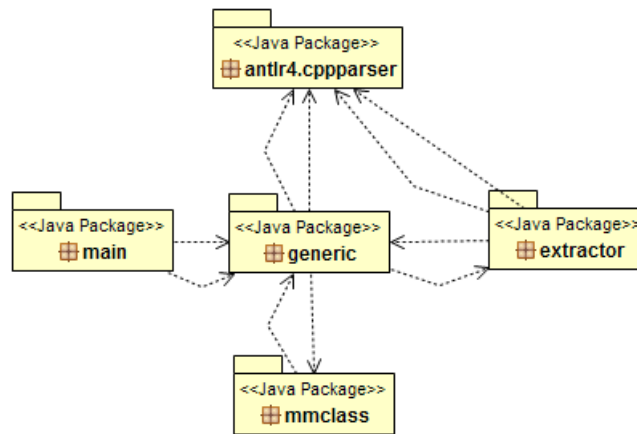 <<Java Package>>
antlr4.cppparser
<<Java Package>>
main
<<Java Package>>
generic
<<Java Package>>
extractor
<<Java Package>>
mmclass